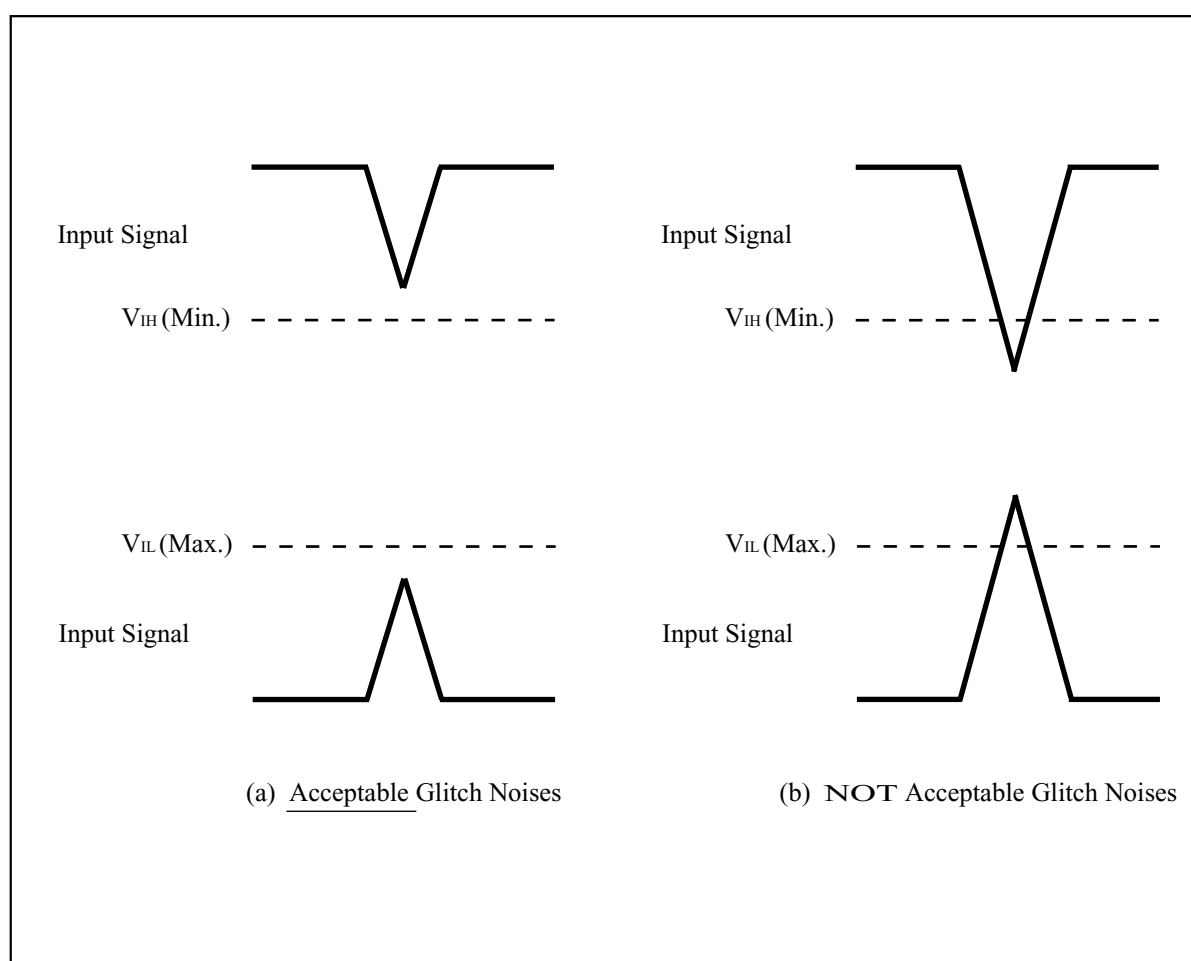 Input Signal
VIH (Min.)
VIL (Max.)
Input Signal
(a) Acceptable Glitch Noises
Input Signal
VIH (Min.)
VIL (Max.)
Input Signal
(b) NOT Acceptable Glitch Noises